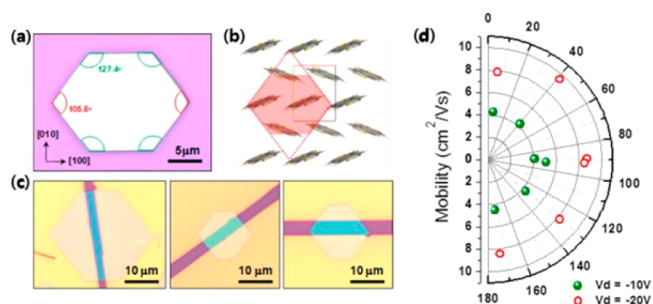 (a)
127.4°
105.8°
[010]
[100]
5μm
(b)
(c)
10 μm
10 μm
10 μm
(d)
Mobility (cm²/Vs)
11
10
8
6
4
2
0
2
4
6
8
10
11
0
20
40
60
80
100
120
140
160
180
Vd = -10V
Vd = -20V